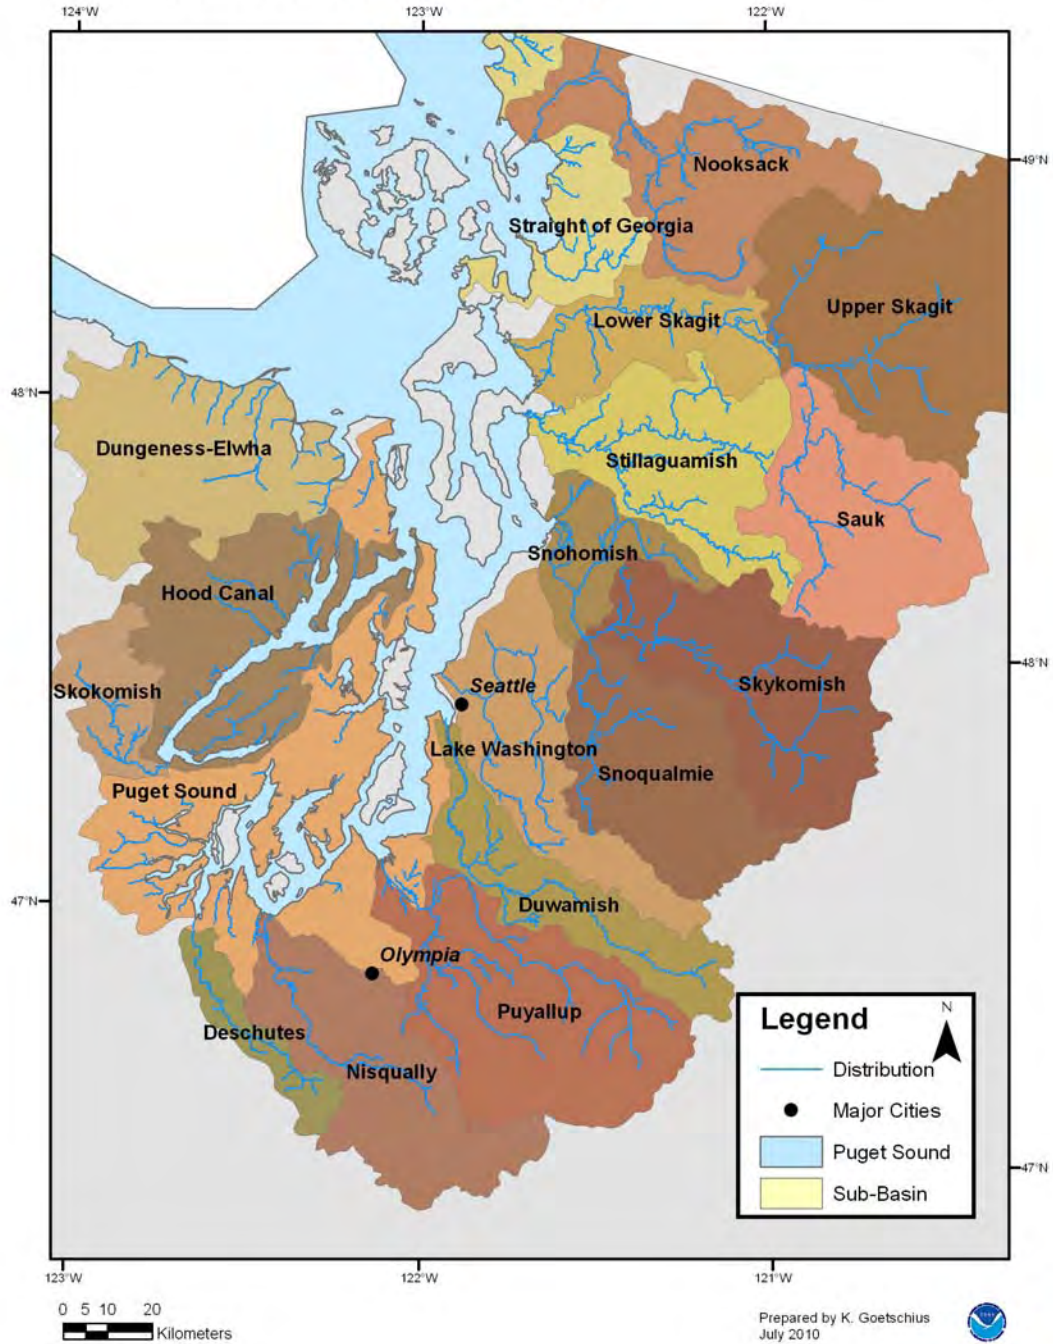 124°W
123°W
122°W
49°N
Nooksack
Straight of Georgia
Upper Skagit
Lower Skagit
48°N
Dungeness-Elwha
Stillaguamish
Sauk
Snohomish
Hood Canal
48°N
Skokomish
Seattle
Skykomish
Lake Washington
Snoqualmie
Puget Sound
47°N
Duwamish
Olympia
Puyallup
Deschutes
Nisqually
Legend
N
Distribution
Major Cities
Puget Sound
Sub-Basin
47°N
123°W
122°W
121°W
0 5 10 20
Kilometers
Prepared by K. Goetschius
July 2010